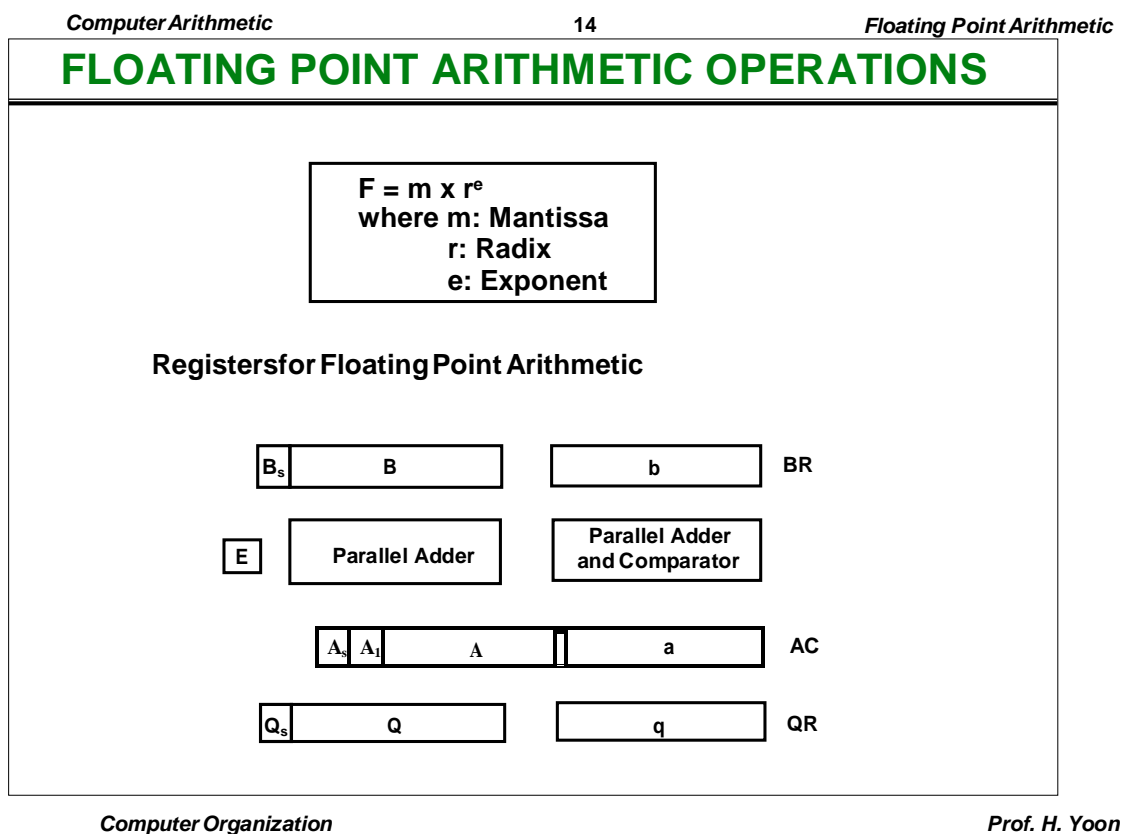 Computer Arithmetic 14 Floating Point Arithmetic
FLOATING POINT ARITHMETIC OPERATIONS
F = m x rᵉ
where m: Mantissa
r: Radix
e: Exponent
Registersfor Floating Point Arithmetic
Bₛ B b BR
E Parallel Adder Parallel Adder
and Comparator
Aₛ A₁ A a AC
Qₛ Q q QR
Computer Organization Prof. H. Yoon